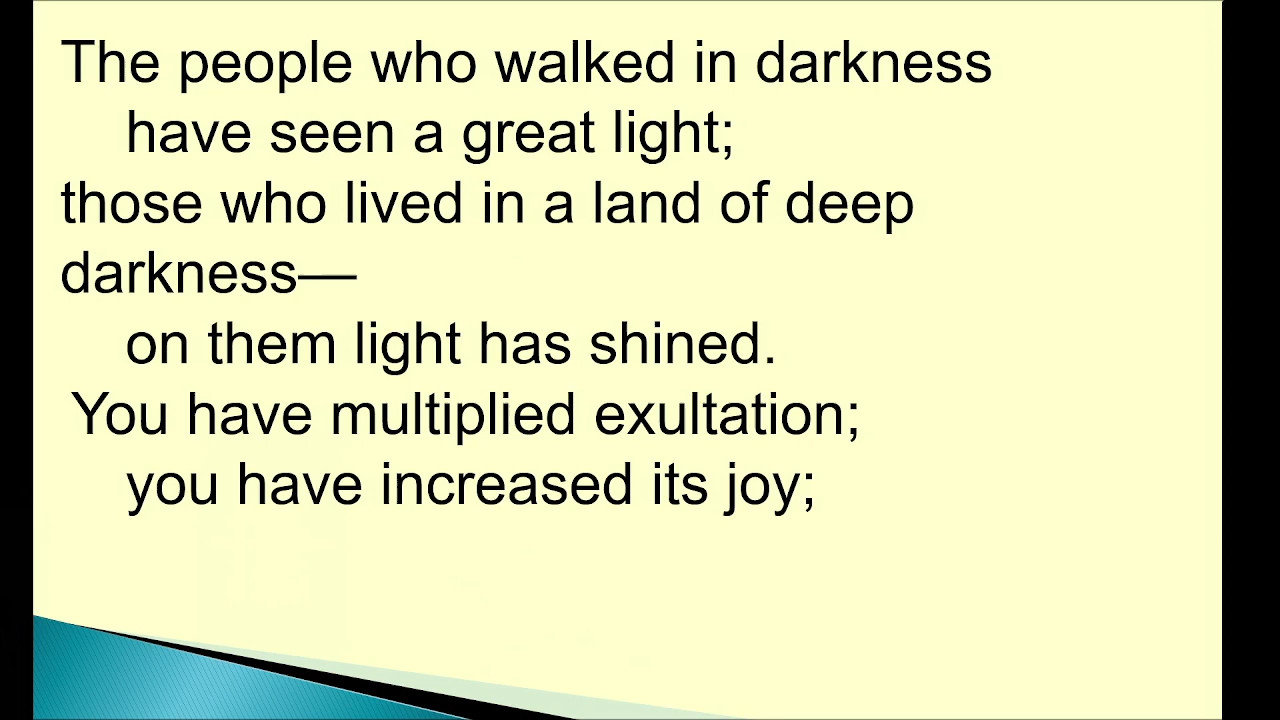 The people who walked in darkness
have seen a great light;
those who lived in a land of deep
darkness—
on them light has shined.
You have multiplied exultation;
you have increased its joy;